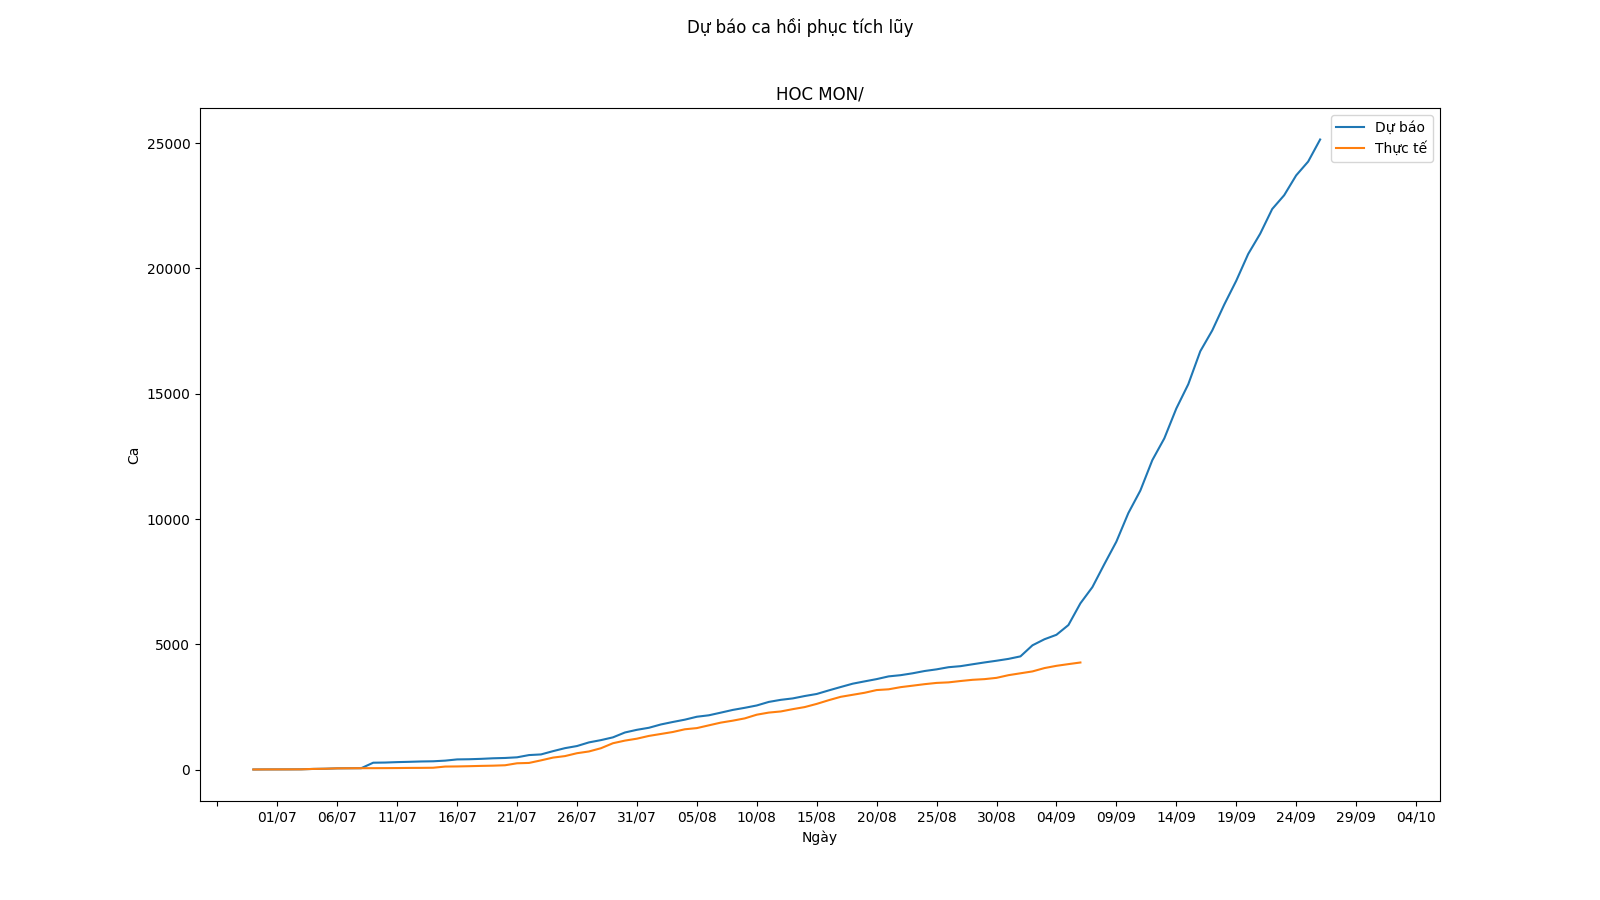 Dự báo ca hồi phục tích lũy
HOC MON/
Dự báo
Thực tế
25000
20000
15000
10000
5000
0
Ca
01/07 06/07 11/07 16/07 21/07 26/07 31/07 05/08 10/08 15/08 20/08 25/08 30/08 04/09 09/09 14/09 19/09 24/09 29/09 04/10
Ngày